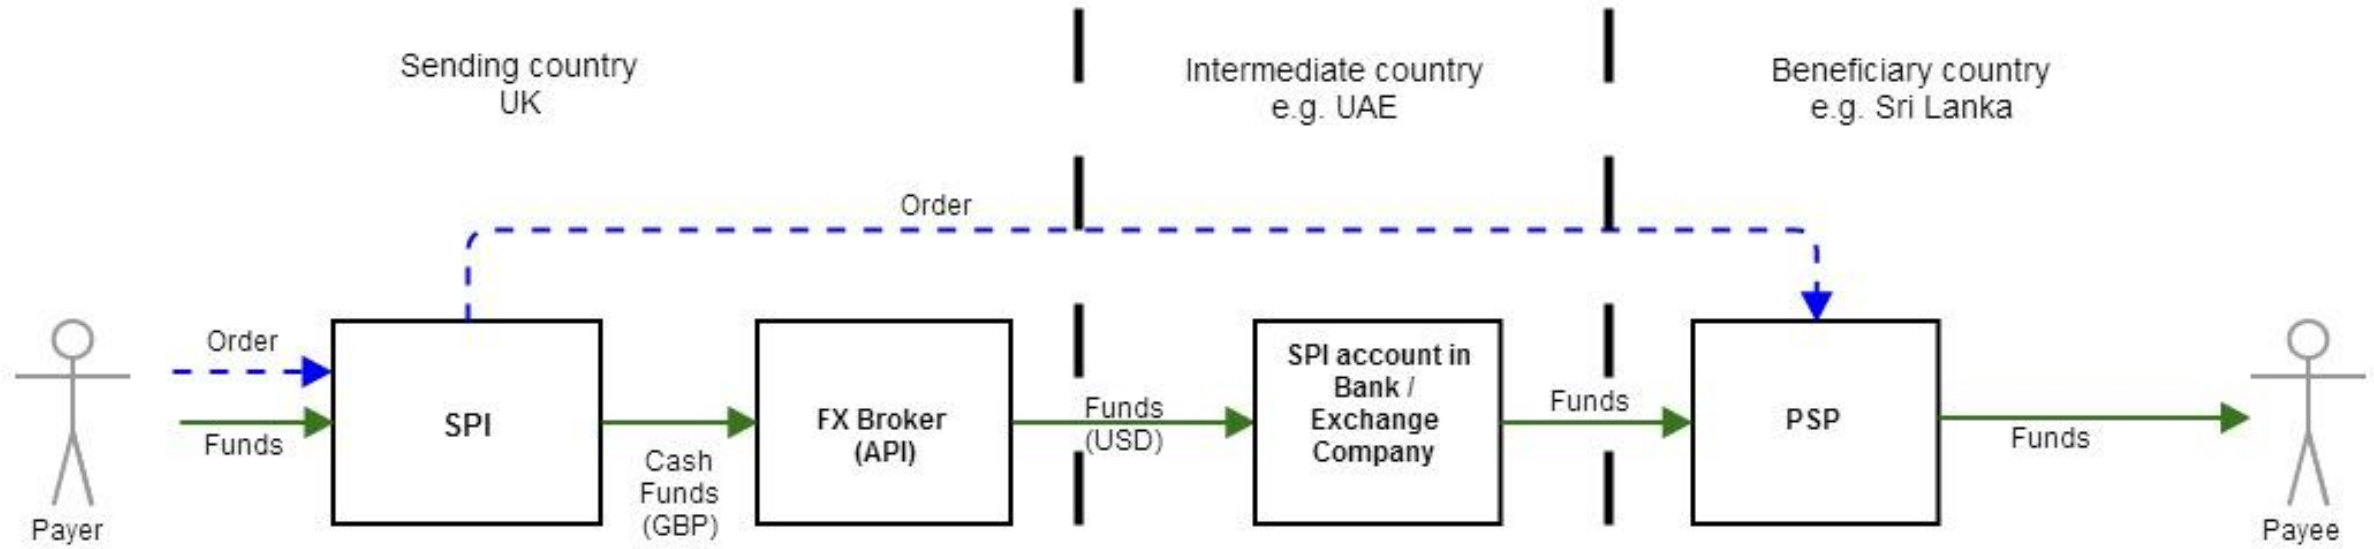 Sending country
UK
Intermediate country
e.g. UAE
Beneficiary country
e.g. Sri Lanka
Order
Order
Funds
Payer
SPI
Cash
Funds
(GBP)
FX Broker
(API)
Funds
(USD)
SPI account in
Bank /
Exchange
Company
Funds
PSP
Funds
Payee